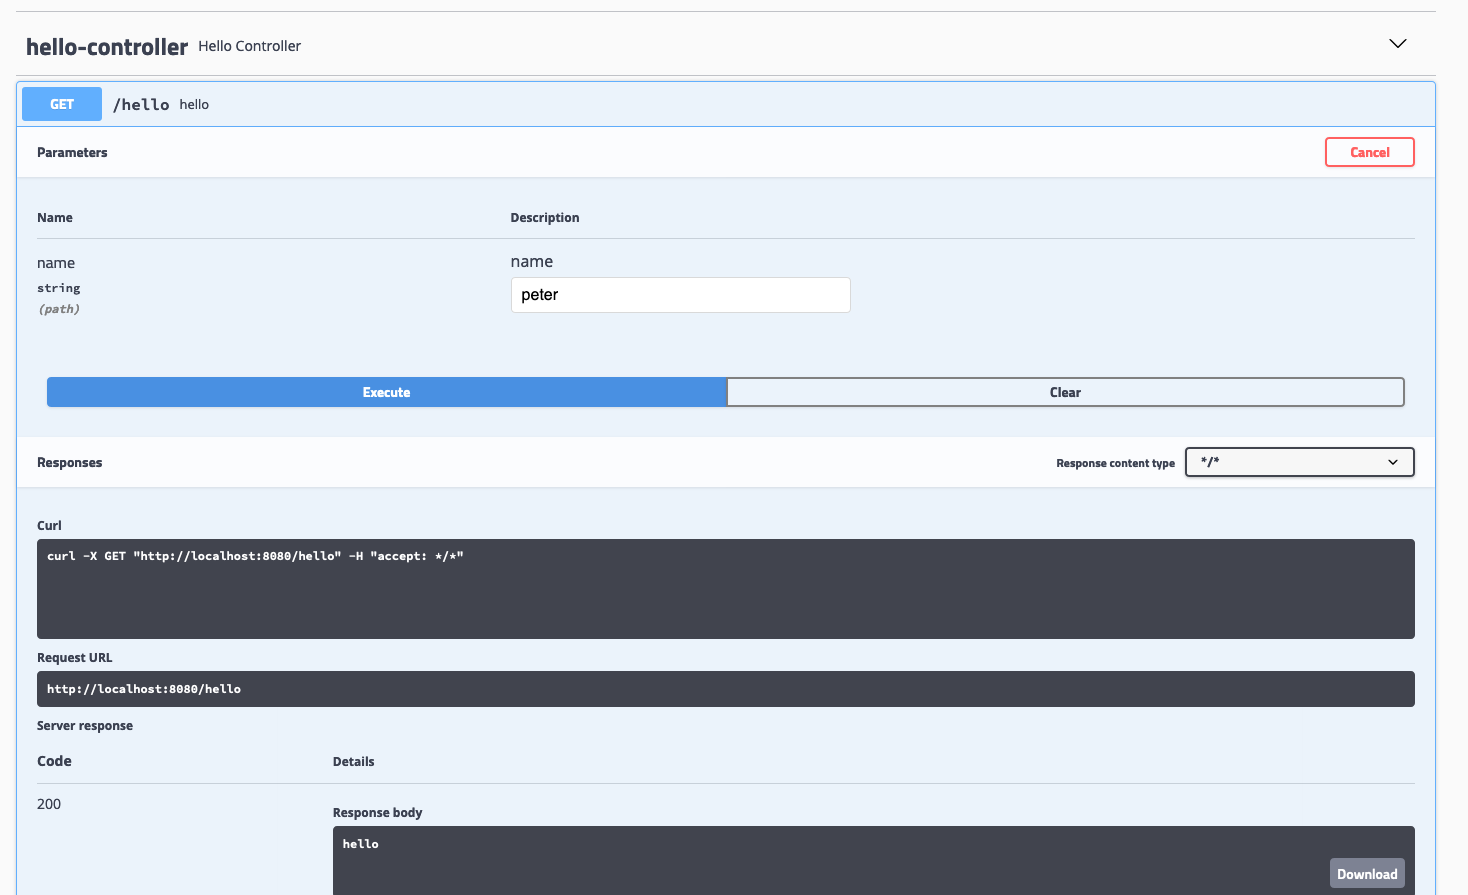 hello-controller Hello Controller
GET /hello hello
Parameters Cancel
Name Description
name name
string peter
(path)
Execute Clear
Responses Response content type */*
Curl
curl -X GET "http://localhost:8080/hello" -H "accept: */*"
Request URL
http://localhost:8080/hello
Server response
Code Details
200
Response body
hello
Download